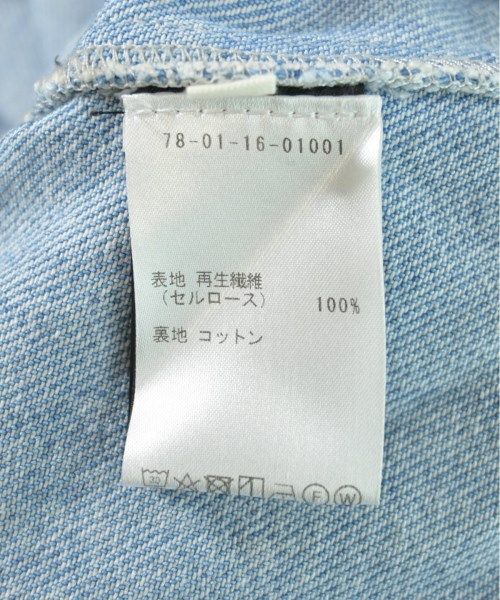 78-01-16-01001
表地 再生繊維
（セルロース） 100%
裏地 コットン
30 F W